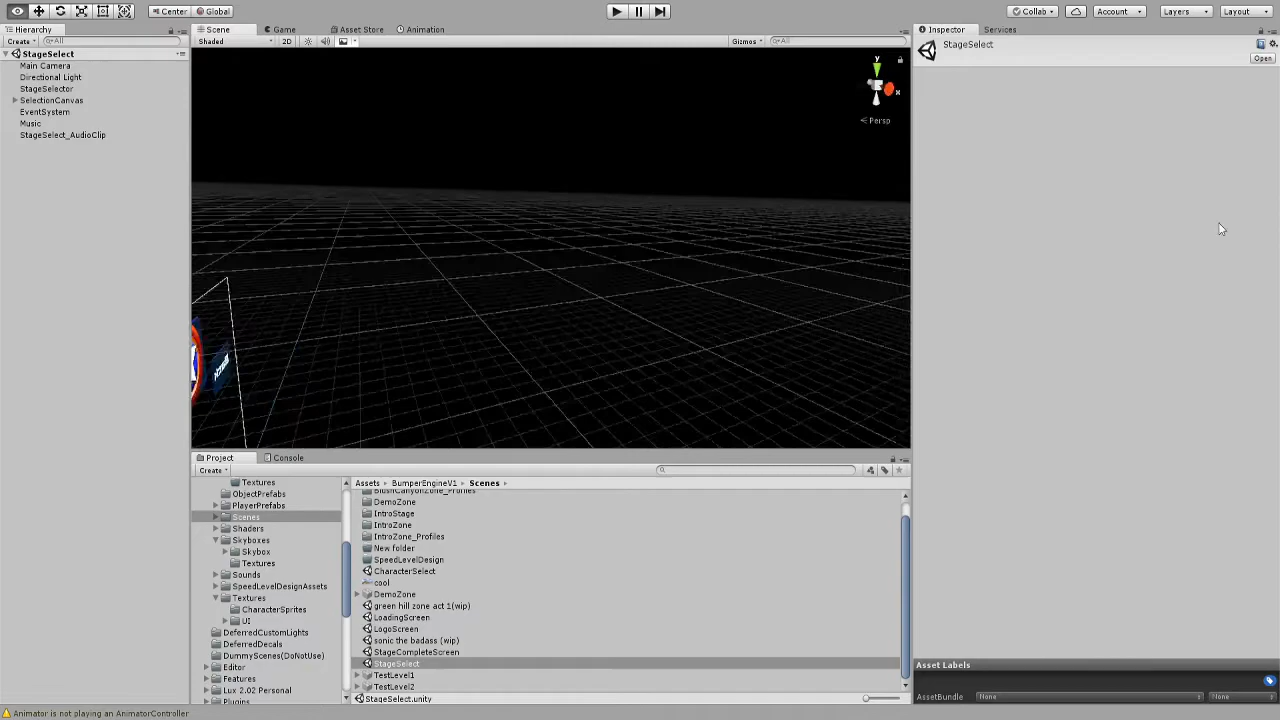 Center Global Collab Account Layers Layout
Hierarchy Scene Game Asset Store Animation Inspector Services
Create All Shaded 2D Gizmos All StageSelect
StageSelect Open
Main Camera
Directional Light
StageSelector
SelectionCanvas
EventSystem
Music
StageSelect_AudioClip
y
x
Persp
Project Console
Create
Assets BumperEngineV1 Scenes
Textures
ObjectPrefabs
PlayerPrefabs
Scenes
Shaders
Skyboxes
Skybox
Textures
Sounds
SpeedLevelDesignAssets
Textures
CharacterSprites
UI
DeferredCustomLights
DeferredDecals
DummyScenes(DoNotUse)
Editor
Features
Lux 2.02 Personal
Plugins
BlushCanyonZone_Profiles
DemoZone
IntroStage
IntroZone
IntroZone_Profiles
New folder
SpeedLevelDesign
CharacterSelect
cool
DemoZone
green hill zone act 1(wip)
LoadingScreen
LogoScreen
sonic the badass (wip)
StageCompleteScreen
StageSelect
TestLevel1
TestLevel2
StageSelect.unity
Asset Labels
AssetBundle None None
Animator is not playing an AnimatorController